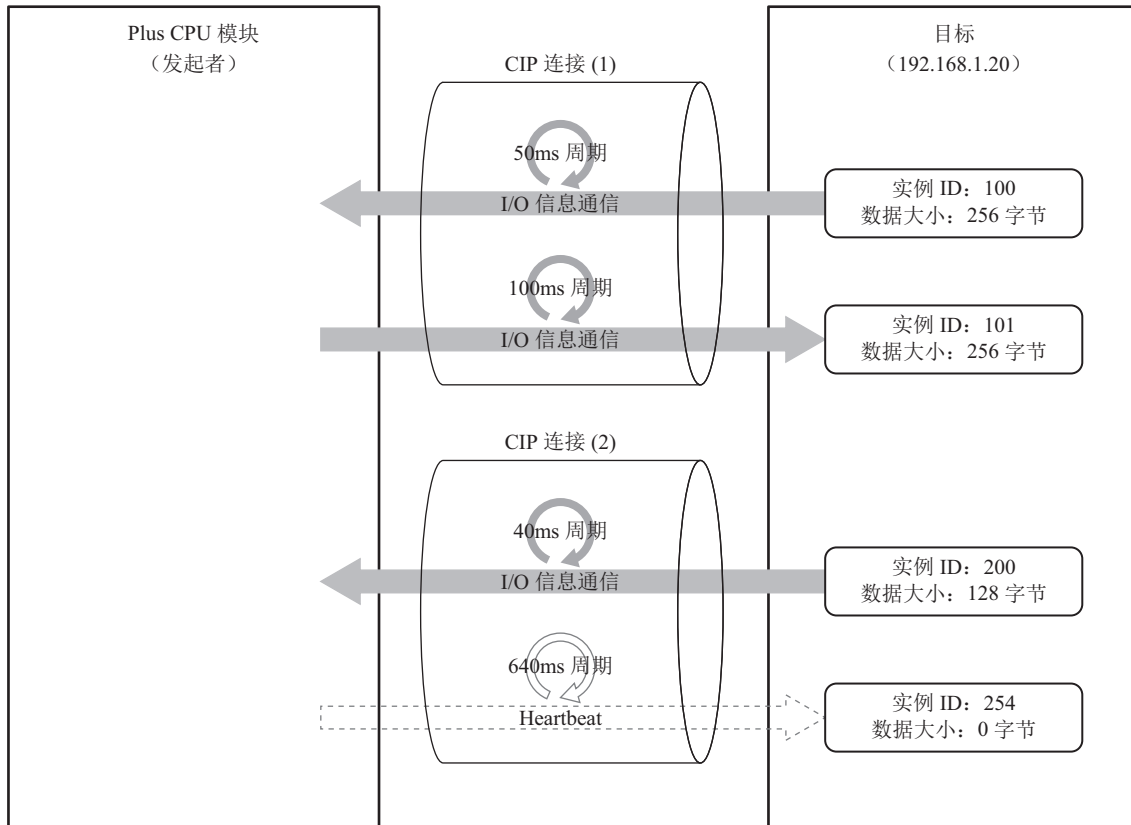 Plus CPU 模块
（发起者）
目标
（192.168.1.20）
CIP 连接 (1)
50ms 周期
I/O 信息通信
实例 ID：100
数据大小：256 字节
100ms 周期
I/O 信息通信
实例 ID：101
数据大小：256 字节
CIP 连接 (2)
40ms 周期
I/O 信息通信
实例 ID：200
数据大小：128 字节
640ms 周期
Heartbeat
实例 ID：254
数据大小：0 字节